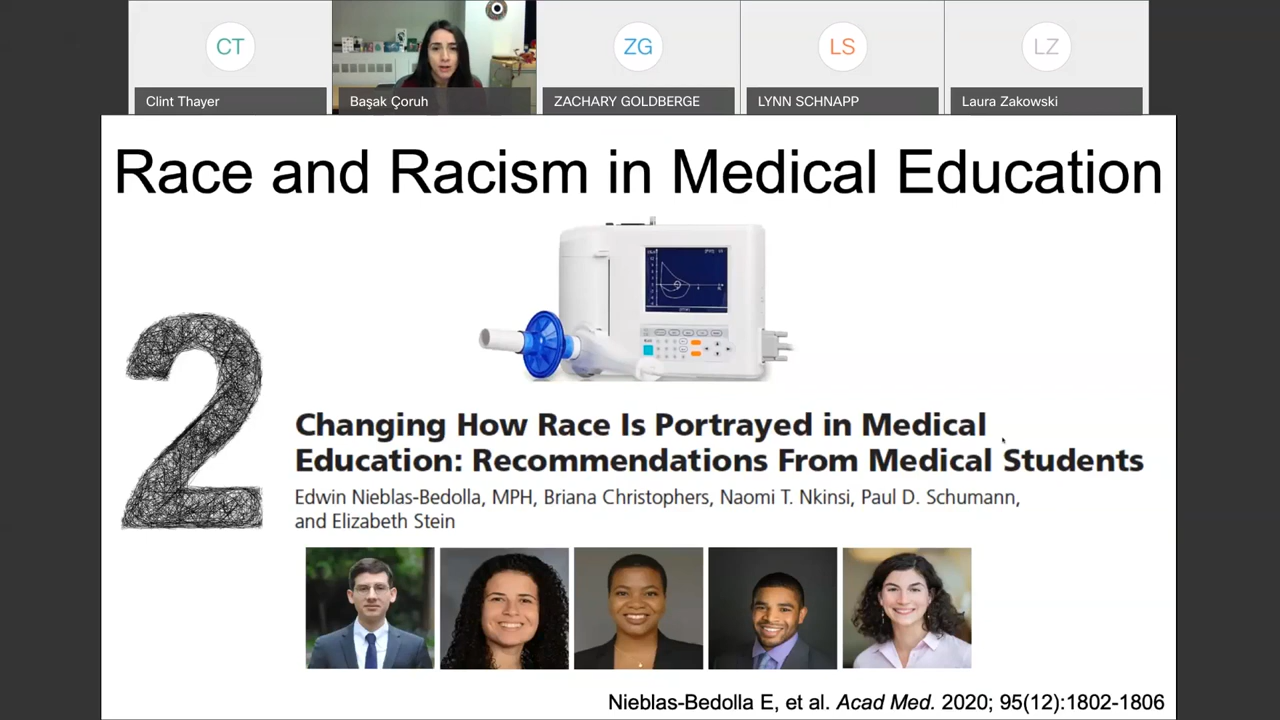 CT
ZG
LS
LZ
Clint Thayer
Başak Çoruh
ZACHARY GOLDBERGE
LYNN SCHNAPP
Laura Zakowski
Race and Racism in Medical Education
2
Changing How Race Is Portrayed in Medical
Education: Recommendations From Medical Students
Edwin Nieblas-Bedolla, MPH, Briana Christophers, Naomi T. Nkinsi, Paul D. Schumann,
and Elizabeth Stein
Nieblas-Bedolla E, et al. Acad Med. 2020; 95(12):1802-1806